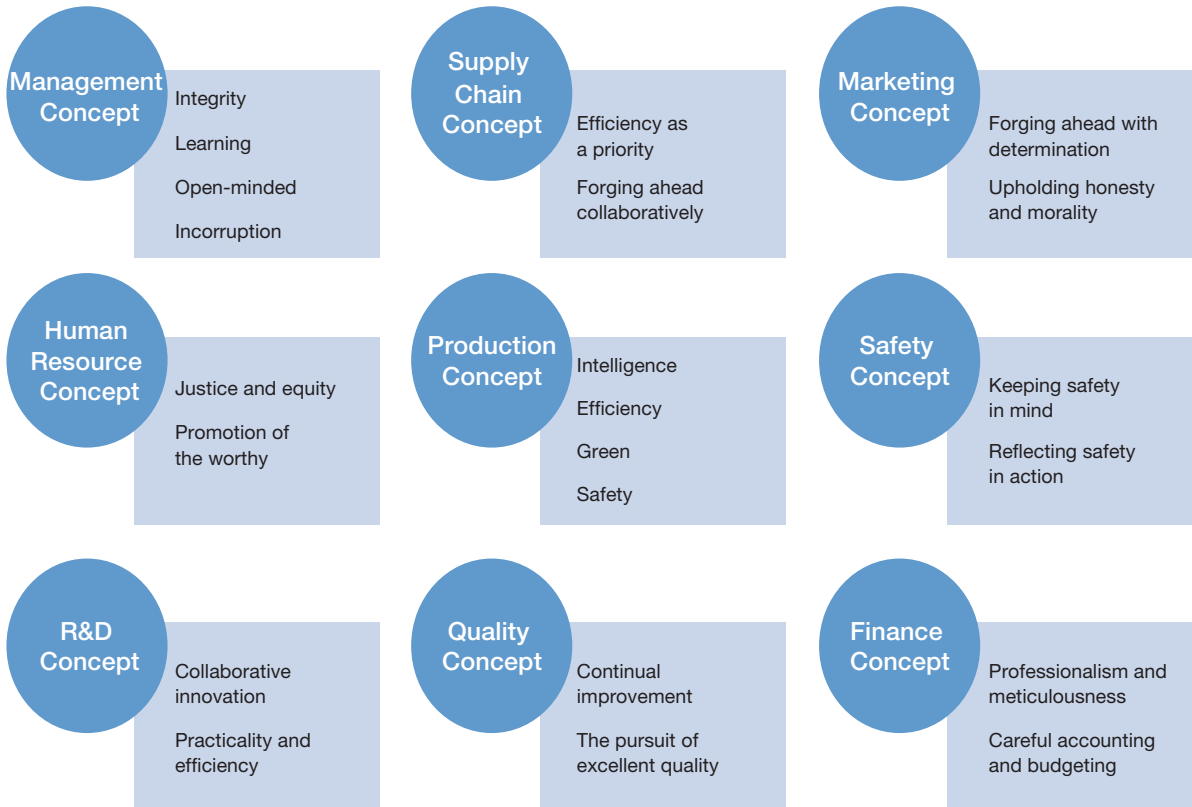 Management
Concept
Integrity
Learning
Open-minded
Incorruption
Supply
Chain
Concept
Efficiency as
a priority
Forging ahead
collaboratively
Marketing
Concept
Forging ahead with
determination
Upholding honesty
and morality
Human
Resource
Concept
Justice and equity
Promotion of
the worthy
Production
Concept
Intelligence
Efficiency
Green
Safety
Safety
Concept
Keeping safety
in mind
Reflecting safety
in action
R&D
Concept
Collaborative
innovation
Practicality and
efficiency
Quality
Concept
Continual
improvement
The pursuit of
excellent quality
Finance
Concept
Professionalism and
meticulousness
Careful accounting
and budgeting